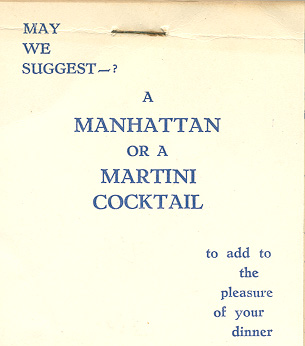 MAY
WE
SUGGEST—?
A
MANHATTAN
OR A
MARTINI
COCKTAIL
to add to
the
pleasure
of your
dinner